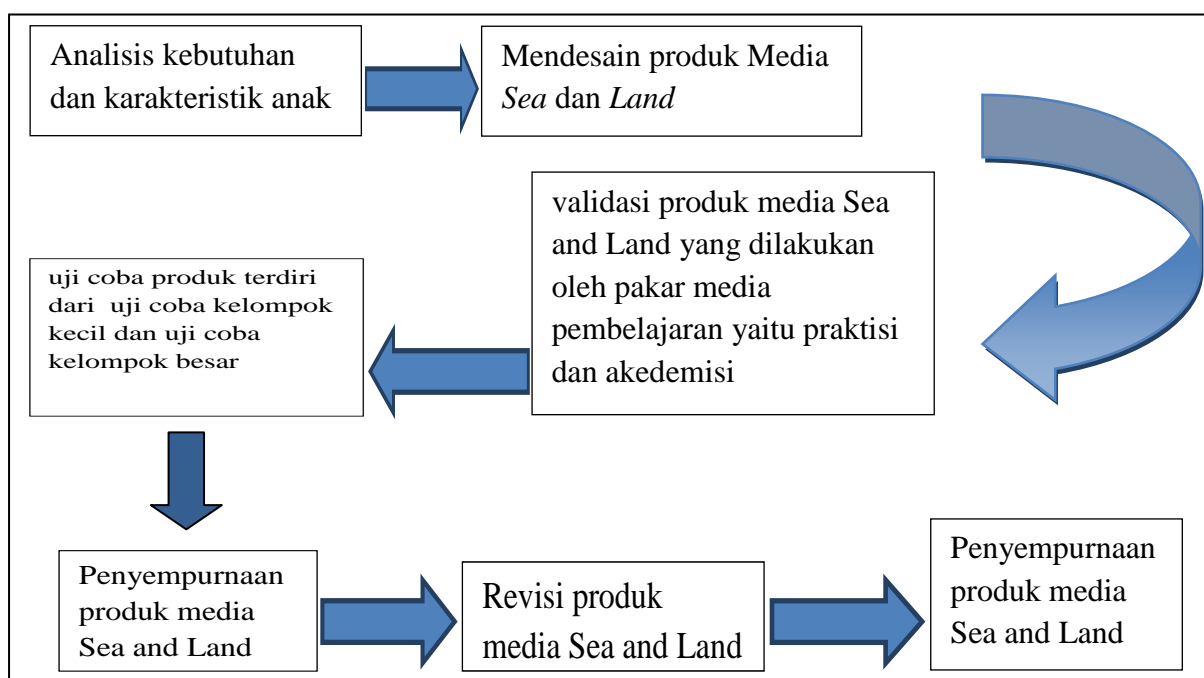 Analisis kebutuhan
dan karakteristik anak
Mendesain produk Media
Sea dan Land
validasi produk media Sea
and Land yang dilakukan
oleh pakar media
pembelajaran yaitu praktisi
dan akedemisi
uji coba produk terdiri
dari uji coba kelompok
kecil dan uji coba
kelompok besar
Penyempurnaan
produk media
Sea and Land
Revisi produk
media Sea and Land
Penyempurnaan
produk media
Sea and Land